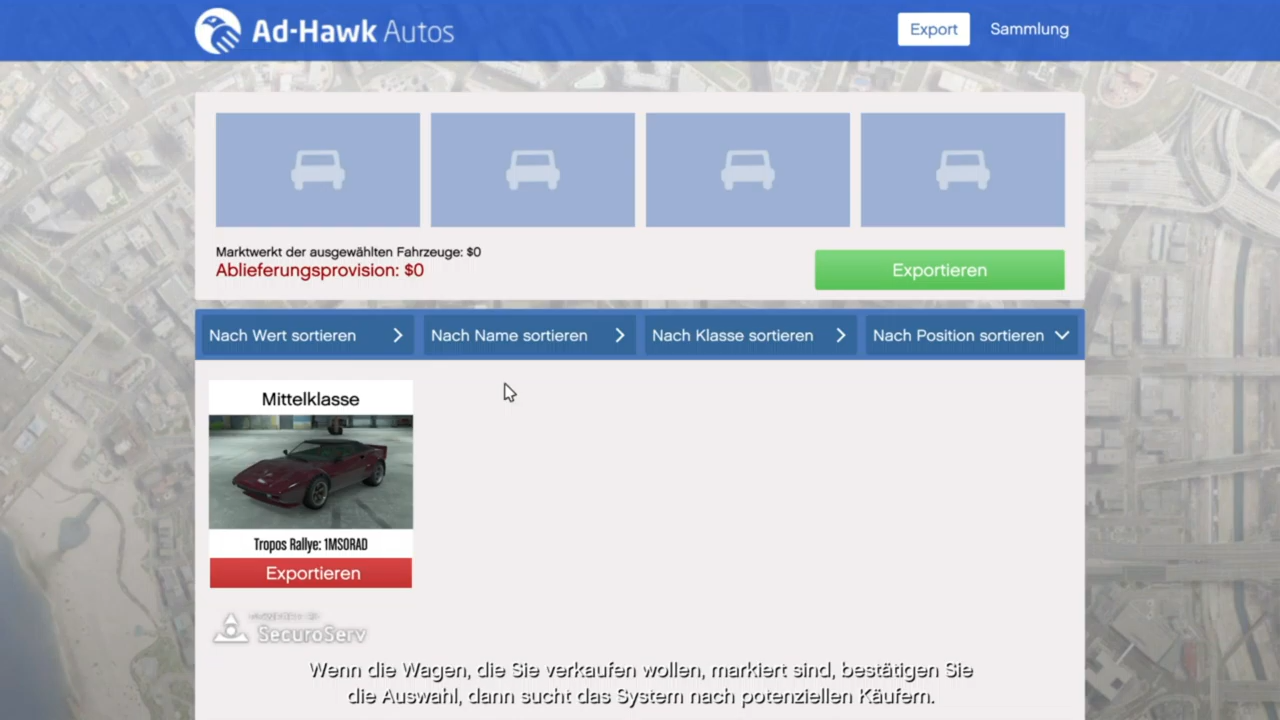 Ad-Hawk Autos
Export
Sammlung
Marktwerkt der ausgewählten Fahrzeuge: $0
Ablieferungsprovision: $0
Exportieren
Nach Wert sortieren
Nach Name sortieren
Nach Klasse sortieren
Nach Position sortieren
Mittelklasse
Tropos Rallye: 1MSORAD
Exportieren
SecuroServ
Wenn die Wagen, die Sie verkaufen wollen, markiert sind, bestätigen Sie
die Auswahl, dann sucht das System nach potenziellen Käufern.